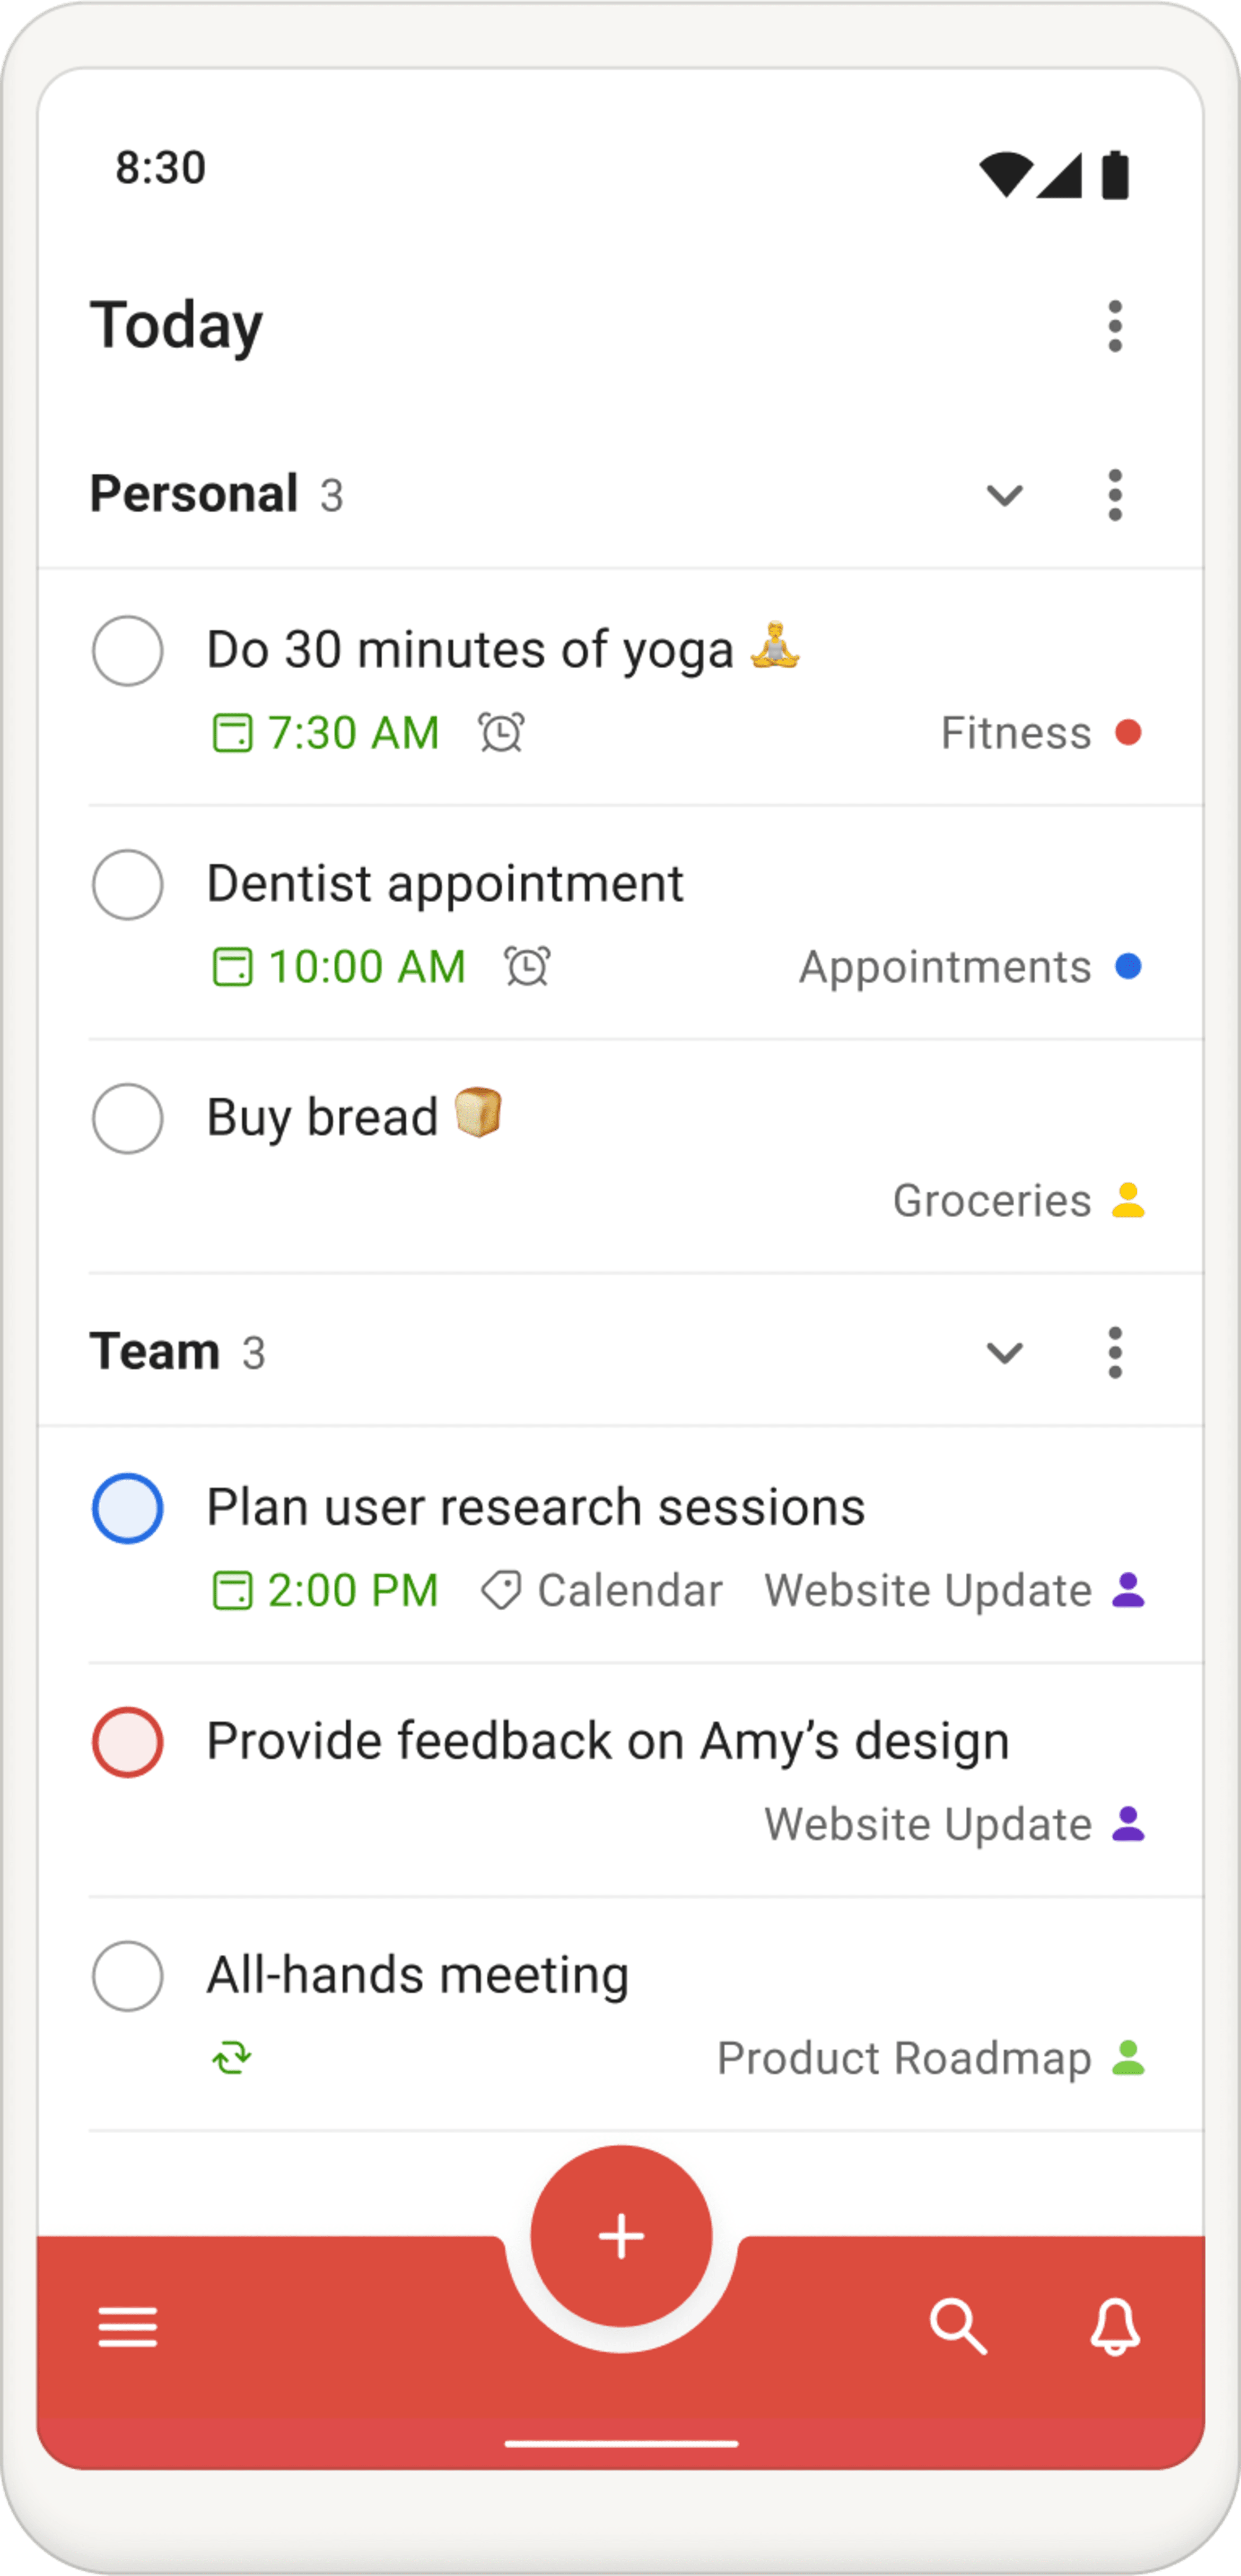 8:30
Today
Personal 3
Do 30 minutes of yoga 🧘
7:30 AM Fitness
Dentist appointment
10:00 AM Appointments
Buy bread 🍞
Groceries
Team 3
Plan user research sessions
2:00 PM Calendar Website Update
Provide feedback on Amy’s design
Website Update
All-hands meeting
Product Roadmap